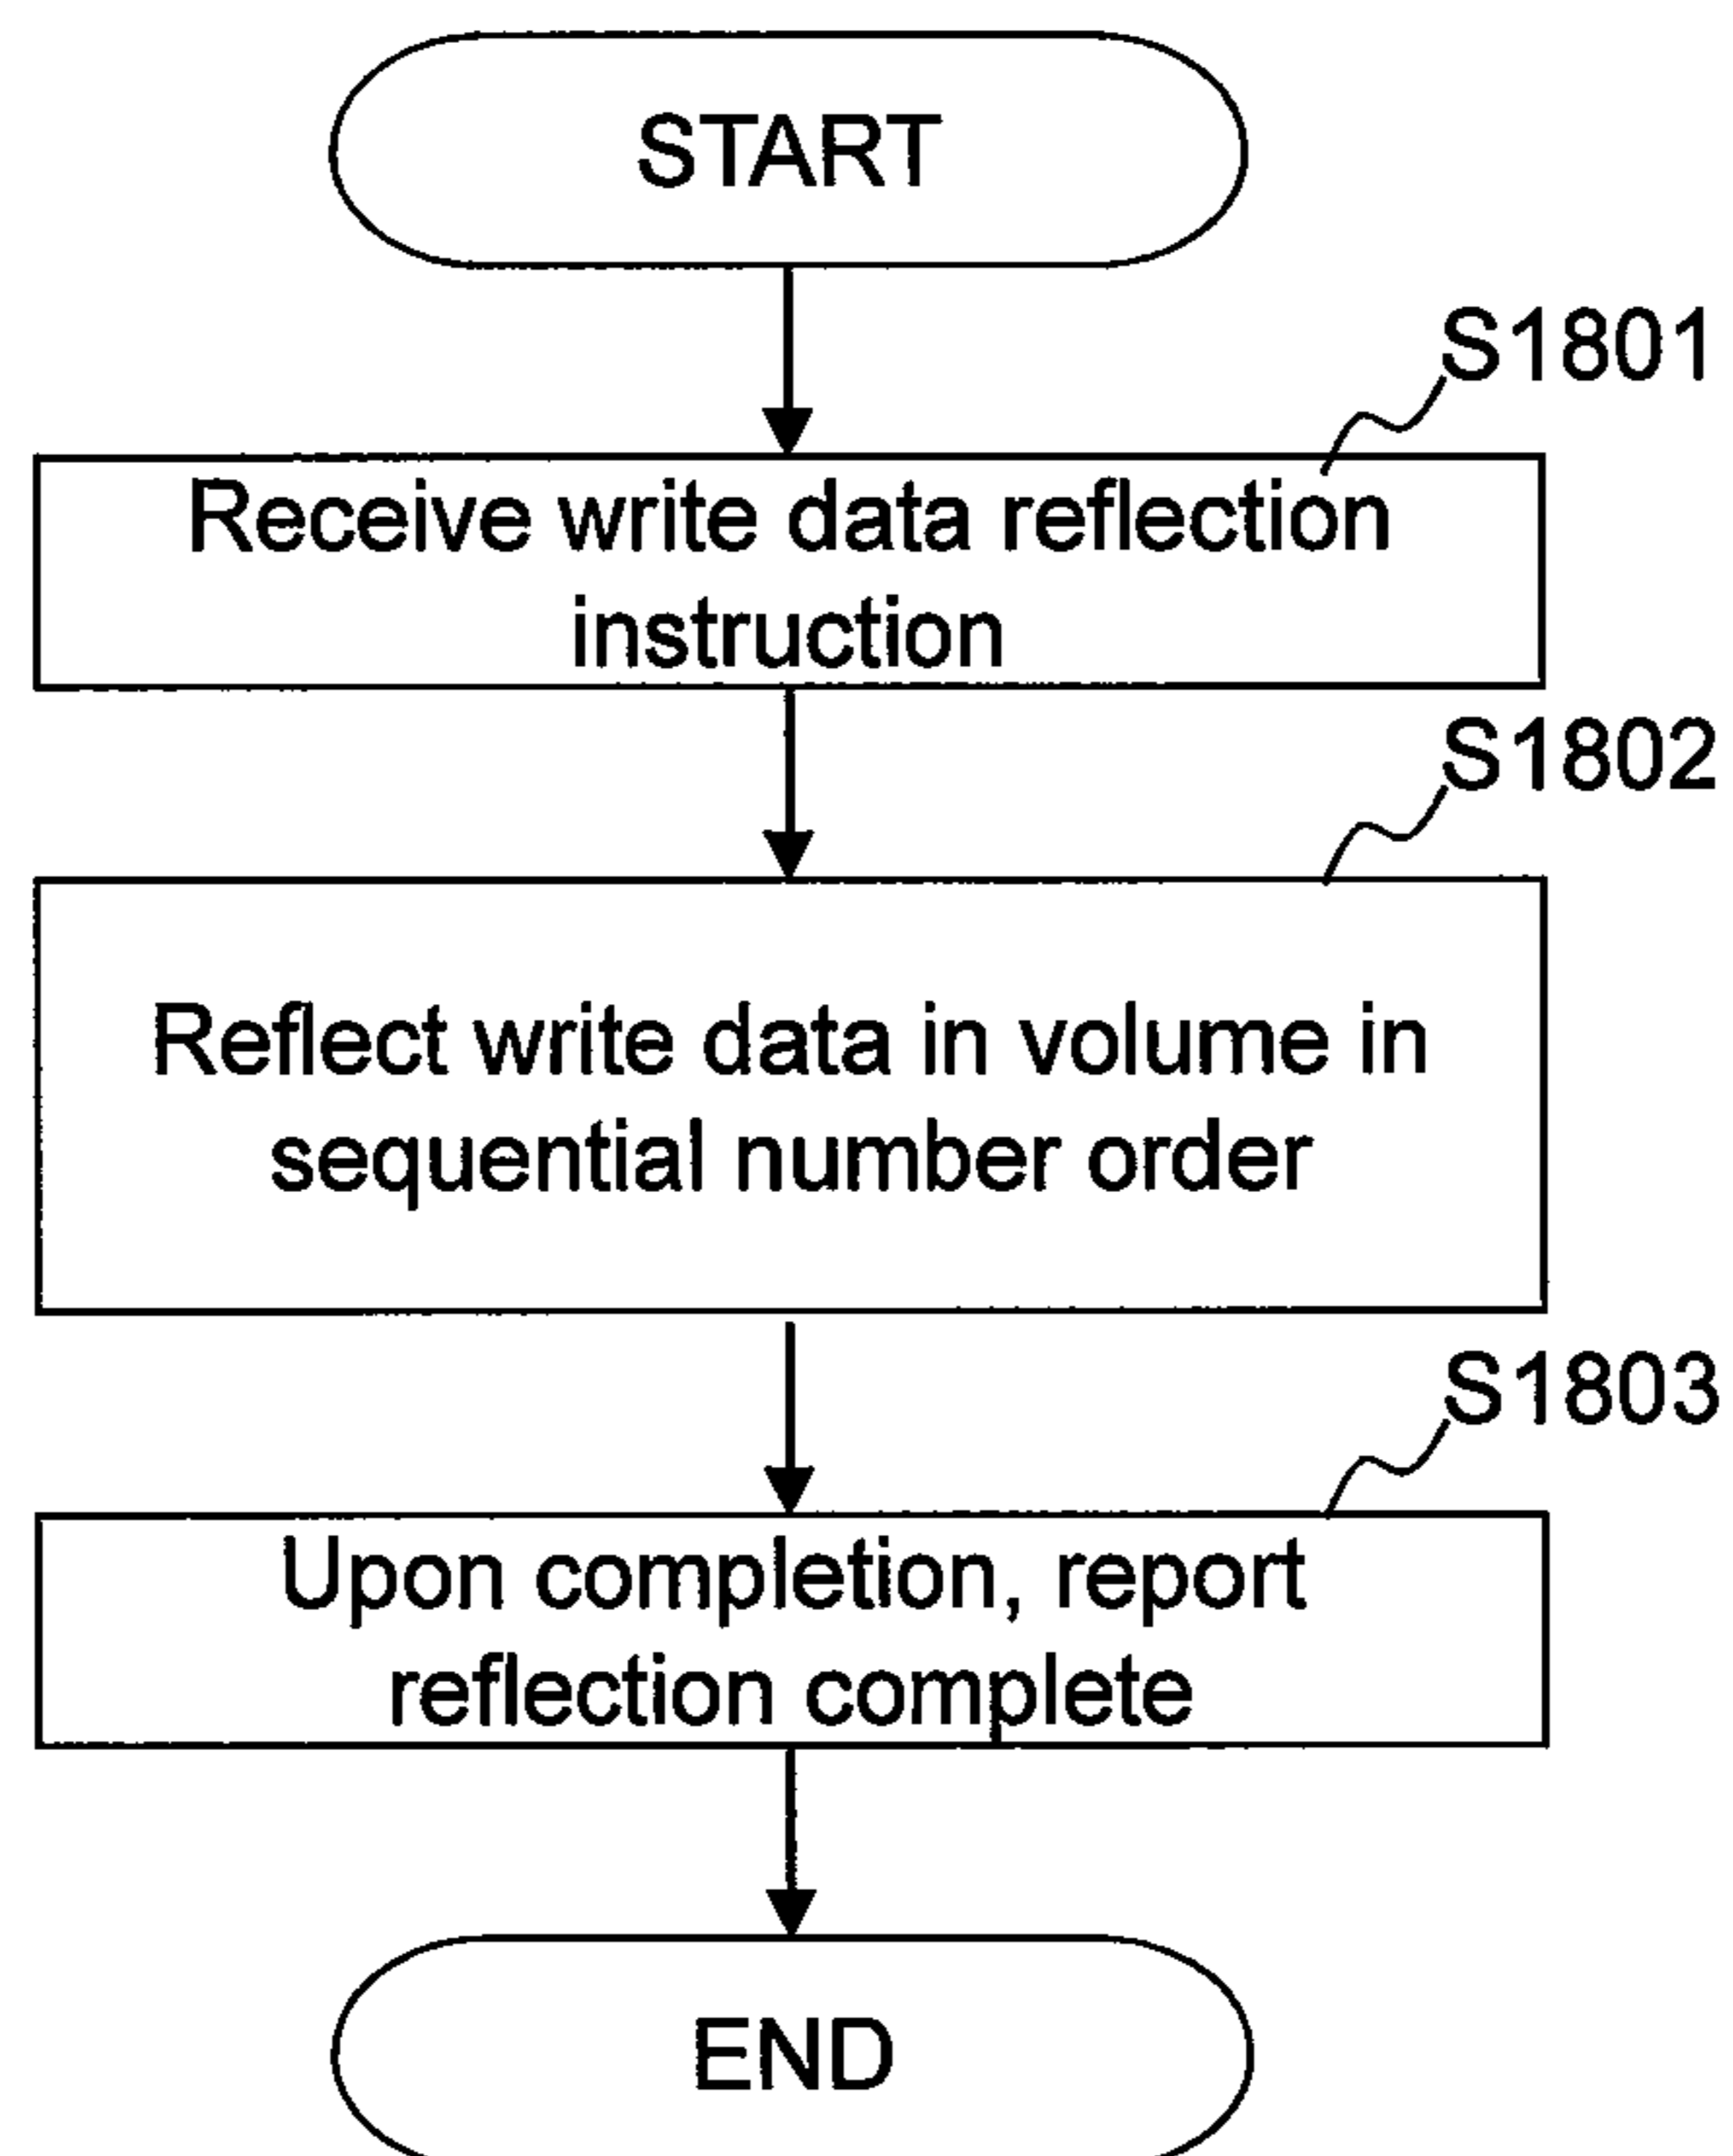 START
S1801
Receive write data reflection
instruction
S1802
Reflect write data in volume in
sequential number order
S1803
Upon completion, report
reflection complete
END